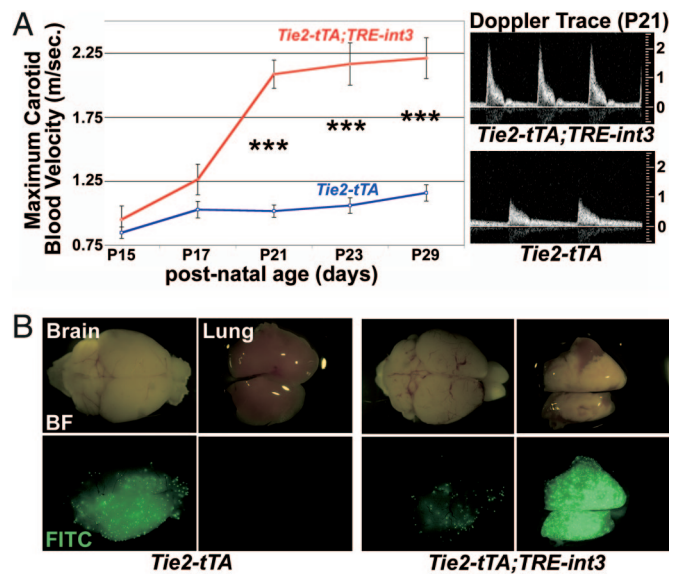 A
Maximum Carotid
Blood Velocity (m/sec.)
2.25
1.75
1.25
0.75
Tie2-tTA;TRE-int3
***
***
***
Tie2-tTA
P15 P17 P21 P23 P29
post-natal age (days)
Doppler Trace (P21)
2
1
0
Tie2-tTA;TRE-int3
2
1
0
Tie2-tTA
B
Brain Lung
BF
FITC
Tie2-tTA Tie2-tTA;TRE-int3